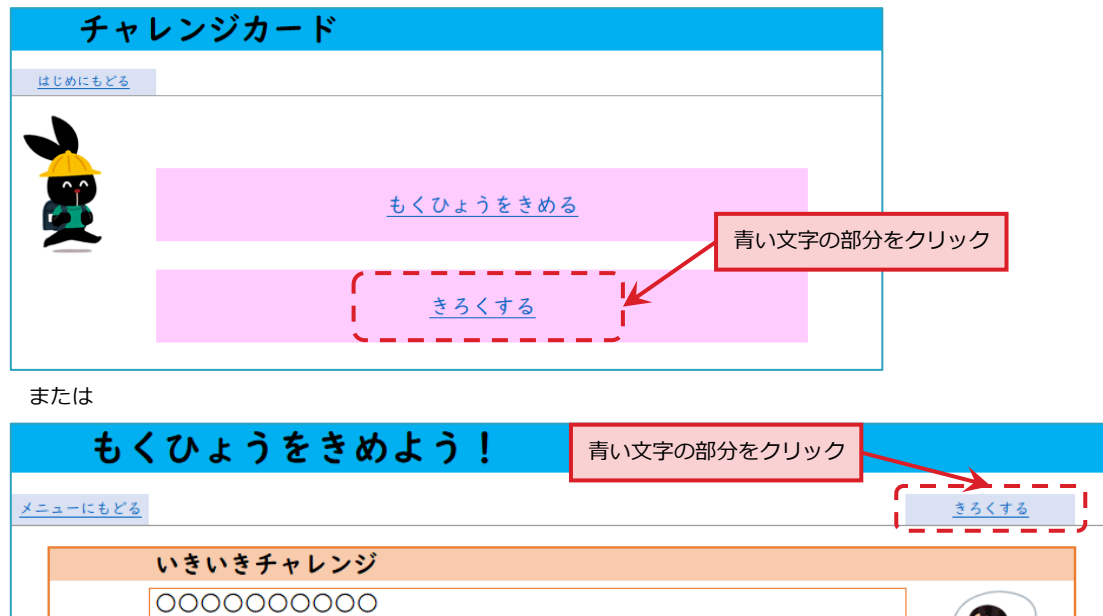 チャレンジカード
はじめにもどる
もくひょうをきめる
青い文字の部分をクリック
きろくする
または
もくひょうをきめよう！
青い文字の部分をクリック
メニューにもどる
きろくする
いきいきチャレンジ
〇〇〇〇〇〇〇〇〇〇